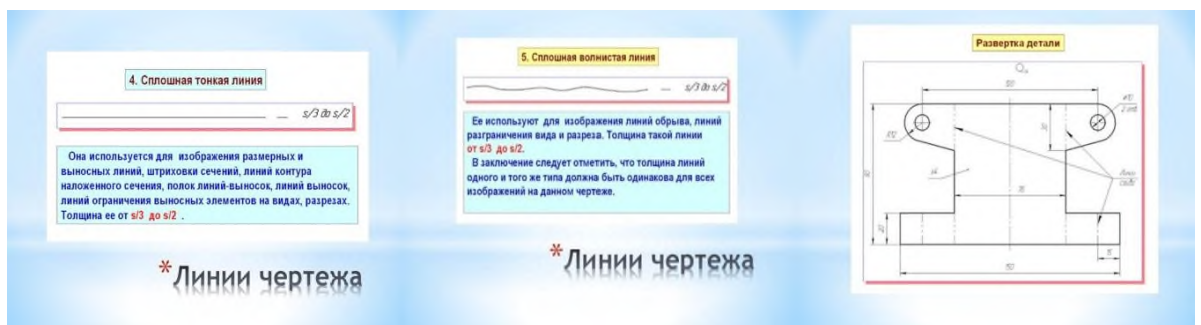 4. Сплошная тонкая линия
s/3 до s/2
Она используется для изображения размерных и
выносных линий, штриховки сечений, линий контура
наложенного сечения, полок линий-выносок, линий выносок,
линий ограничения выносных элементов на видах, разрезах.
Толщина ее от s/3 до s/2 .
*Линии чертежа
5. Сплошная волнистая линия
s/3 до s/2
Ее используют для изображения линий обрыва, линий
разграничения вида и разреза. Толщина такой линии
от s/3 до s/2.
В заключение следует отметить, что толщина линий
одного и того же типа должна быть одинакова для всех
изображений на данном чертеже.
*Линии чертежа
Развертка детали
R12
150